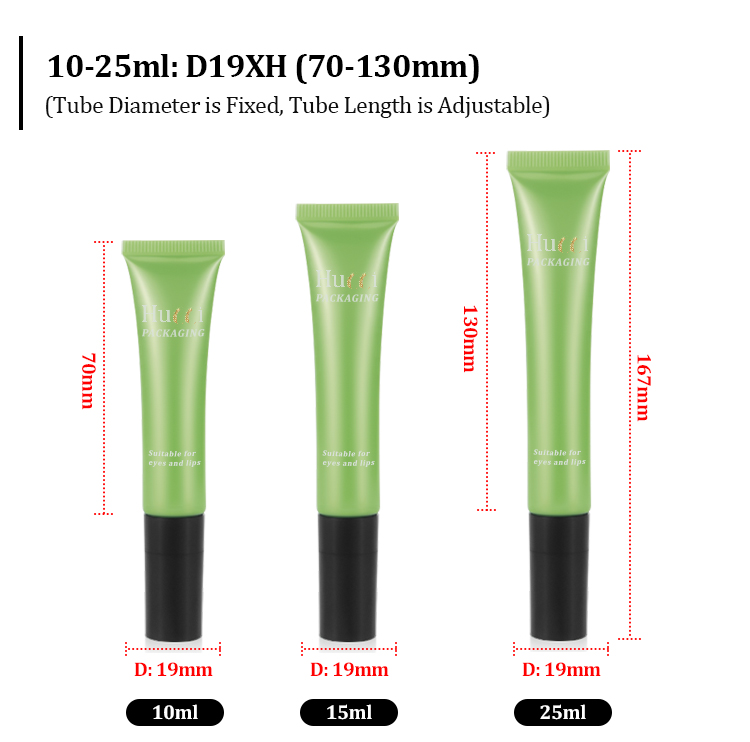 10-25ml: D19XH (70-130mm)
(Tube Diameter is Fixed, Tube Length is Adjustable)
70mm
PACKAGING
Suitable for
eyes and lips
D: 19mm
10ml
PACKAGING
Suitable for
eyes and lips
D: 19mm
15ml
130mm
167mm
PACKAGING
Suitable for
eyes and lips
D: 19mm
25ml